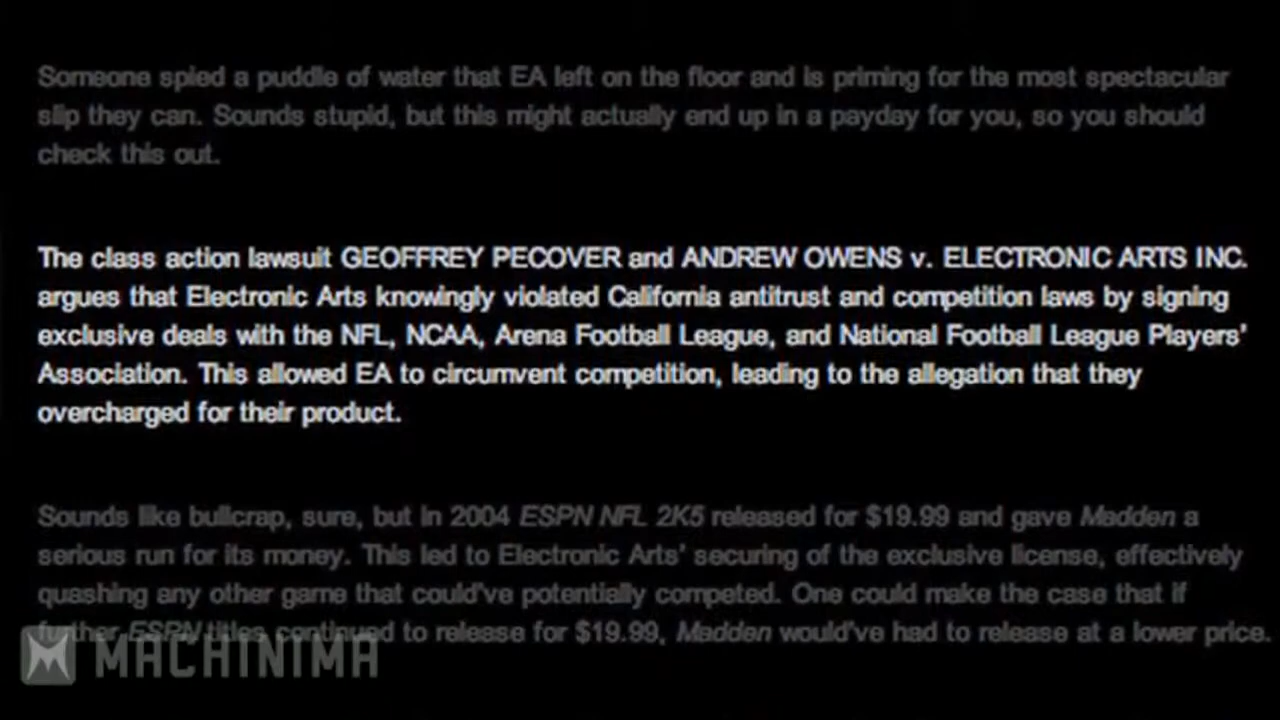 Someone spied a puddle of water that EA left on the floor and is priming for the most spectacular
slip they can. Sounds stupid, but this might actually end up in a payday for you, so you should
check this out.
The class action lawsuit GEOFFREY PECOVER and ANDREW OWENS v. ELECTRONIC ARTS INC.
argues that Electronic Arts knowingly violated California antitrust and competition laws by signing
exclusive deals with the NFL, NCAA, Arena Football League, and National Football League Players'
Association. This allowed EA to circumvent competition, leading to the allegation that they
overcharged for their product.
Sounds like bullcrap, sure, but in 2004 ESPN NFL 2K5 released for $19.99 and gave Madden a
serious run for its money. This led to Electronic Arts' securing of the exclusive license, effectively
quashing any other game that could've potentially competed. One could make the case that if
further ESPN titles continued to release for $19.99, Madden would've had to release at a lower price.
MACHINIMA